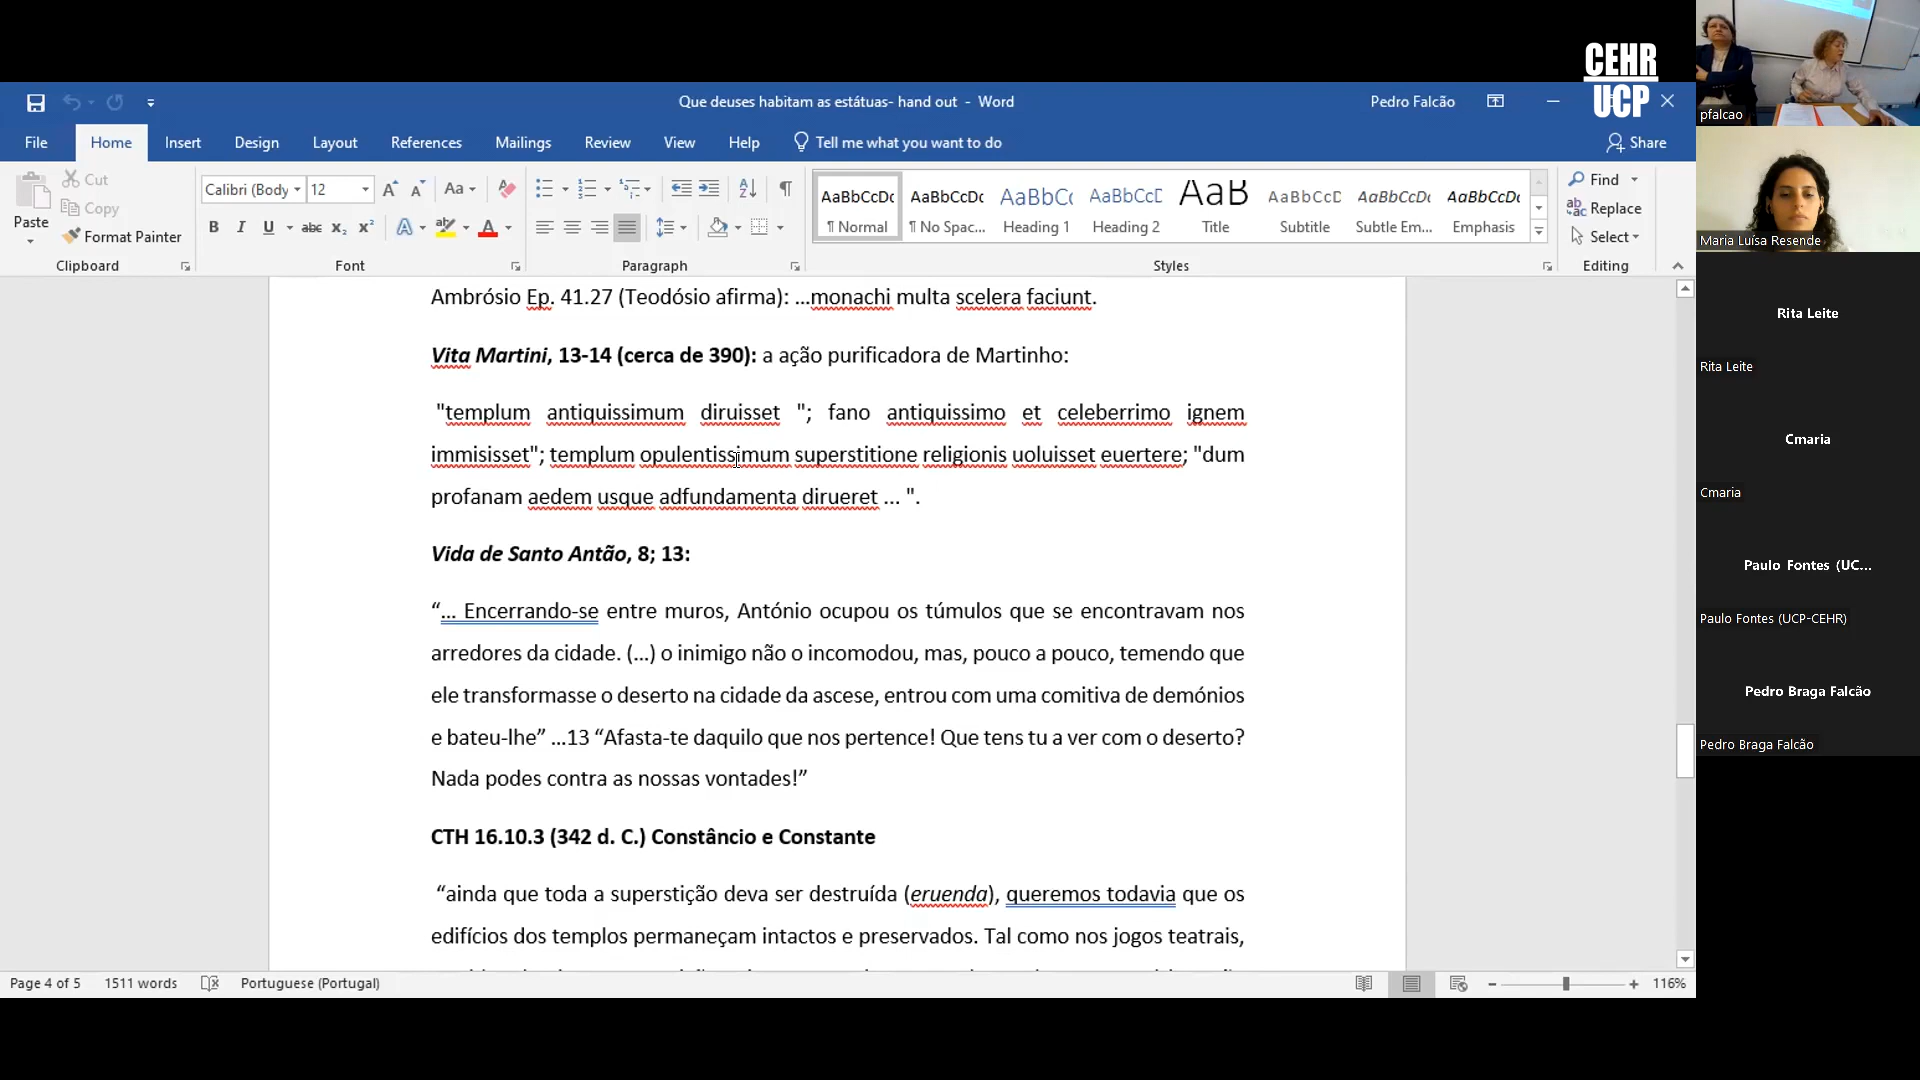 CEHR
UCP
Que deuses habitam as estátuas- hand out - Word
Pedro Falcão
File Home Insert Design Layout References Mailings Review View Help Tell me what you want to do Share
Paste
Cut
Copy
Format Painter
Clipboard
Calibri (Body 12
Font
Paragraph
AaBbCcDc AaBbCcDc AaBbCc AaBbCcD AaB AaBbCcD AaBbCcDc AaBbCcDc
¶ Normal ¶ No Spac... Heading 1 Heading 2 Title Subtitle Subtle Em... Emphasis
Styles
Find
Replace
Select
Editing
Ambrósio Ep. 41.27 (Teodósio afirma): ...monachi multa scelera faciunt.
Vita Martini, 13-14 (cerca de 390): a ação purificadora de Martinho:
"templum antiquissimum diruisset "; fano antiquissimo et celeberrimo ignem
immisisset"; templum opulentissimum superstitione religionis uoluisset euertere; "dum
profanam aedem usque adfundamenta dirueret ... ".
Vida de Santo Antão, 8; 13:
“... Encerrando-se entre muros, António ocupou os túmulos que se encontravam nos
arredores da cidade. (...) o inimigo não o incomodou, mas, pouco a pouco, temendo que
ele transformasse o deserto na cidade da ascese, entrou com uma comitiva de demónios
e bateu-lhe” ...13 “Afasta-te daquilo que nos pertence! Que tens tu a ver com o deserto?
Nada podes contra as nossas vontades!”
CTH 16.10.3 (342 d. C.) Constâncio e Constante
“ainda que toda a superstição deva ser destruída (eruenda), queremos todavia que os
edifícios dos templos permaneçam intactos e preservados. Tal como nos jogos teatrais,
Page 4 of 5 1511 words Portuguese (Portugal) 116%
pfalcao
Maria Luísa Resende
Rita Leite
Rita Leite
Cmaria
Cmaria
Paulo Fontes (UC...
Paulo Fontes (UCP-CEHR)
Pedro Braga Falcão
Pedro Braga Falcão